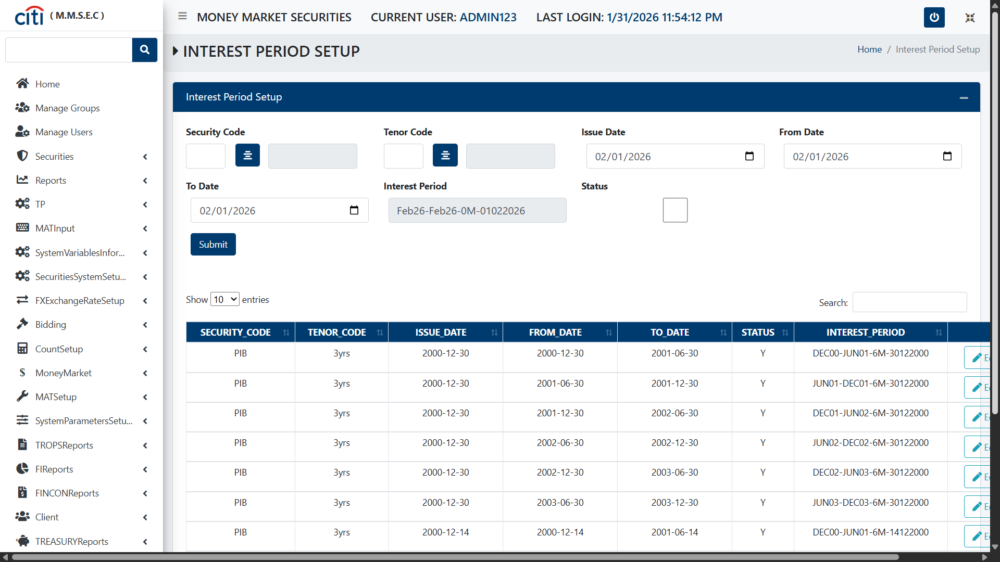 citi ( M.M.S.E.C )
MONEY MARKET SECURITIES CURRENT USER: ADMIN123 LAST LOGIN: 1/31/2026 11:54:12 PM
INTEREST PERIOD SETUP
Home / Interest Period Setup
Home
Manage Groups
Manage Users
Securities
Reports
TP
MATInput
SystemVariablesInfor...
SecuritiesSystemSetu...
FXExchangeRateSetup
Bidding
CountSetup
MoneyMarket
MATSetup
SystemParametersSetu...
TROPSReports
FIReports
FINCONReports
Client
TREASURYReports
Interest Period Setup
Security Code Tenor Code Issue Date From Date
02/01/2026 02/01/2026
To Date Interest Period Status
02/01/2026 Feb26-Feb26-0M-01022026
Submit
Show 10 entries
Search:
SECURITY_CODE TENOR_CODE ISSUE_DATE FROM_DATE TO_DATE STATUS INTEREST_PERIOD
PIB 3yrs 2000-12-30 2000-12-30 2001-06-30 Y DEC00-JUN01-6M-30122000
PIB 3yrs 2000-12-30 2001-06-30 2001-12-30 Y JUN01-DEC01-6M-30122000
PIB 3yrs 2000-12-30 2001-12-30 2002-06-30 Y DEC01-JUN02-6M-30122000
PIB 3yrs 2000-12-30 2002-06-30 2002-12-30 Y JUN02-DEC02-6M-30122000
PIB 3yrs 2000-12-30 2002-12-30 2003-06-30 Y DEC02-JUN03-6M-30122000
PIB 3yrs 2000-12-30 2003-06-30 2003-12-30 Y JUN03-DEC03-6M-30122000
PIB 3yrs 2000-12-14 2000-12-14 2001-06-14 Y DEC00-JUN01-6M-14122000